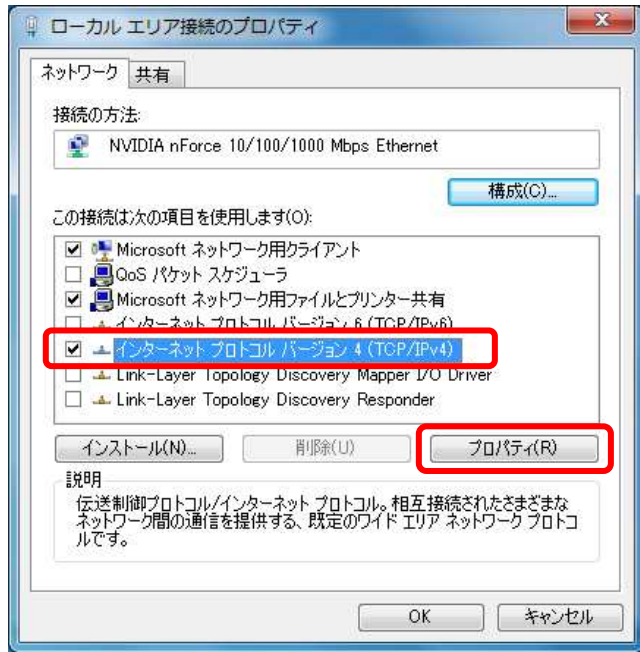 ローカル エリア接続のプロパティ
ネットワーク 共有
接続の方法:
NVIDIA nForce 10/100/1000 Mbps Ethernet
構成(C)...
この接続は次の項目を使用します(O):
Microsoft ネットワーク用クライアント
QoS パケット スケジューラ
Microsoft ネットワーク用ファイルとプリンター共有
インターネット プロトコル バージョン 6 (TCP/IPv6)
インターネット プロトコル バージョン 4 (TCP/IPv4)
Link-Layer Topology Discovery Mapper I/O Driver
Link-Layer Topology Discovery Responder
インストール(N)... 削除(U) プロパティ(R)
説明
伝送制御プロトコル/インターネット プロトコル。相互接続されたさまざまな
ネットワーク間の通信を提供する、既定のワイド エリア ネットワーク プロトコ
ルです。
OK キャンセル